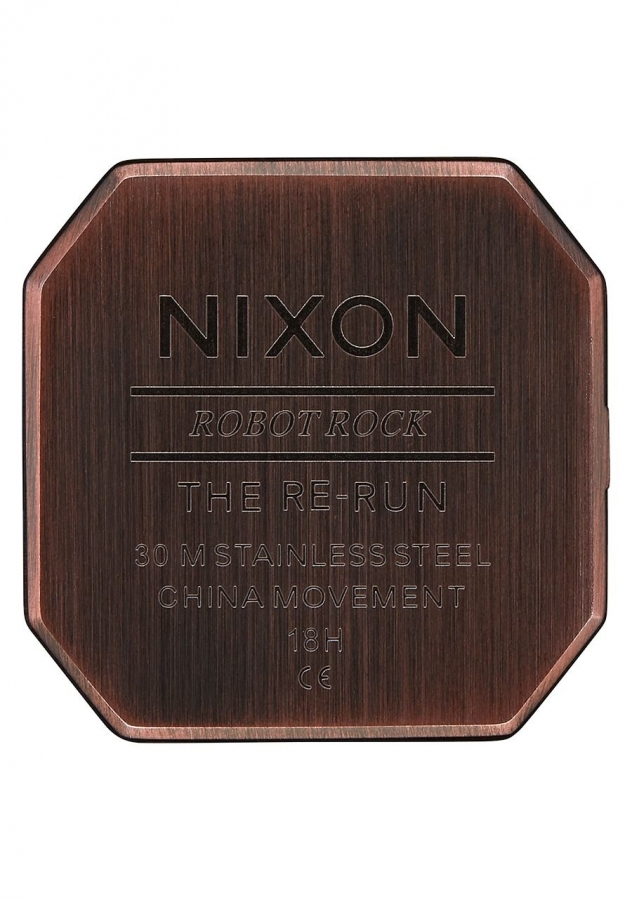 NIXON
ROBOT ROCK
THE RE-RUN
30 M STAINLESS STEEL
CHINA MOVEMENT
18H
CE